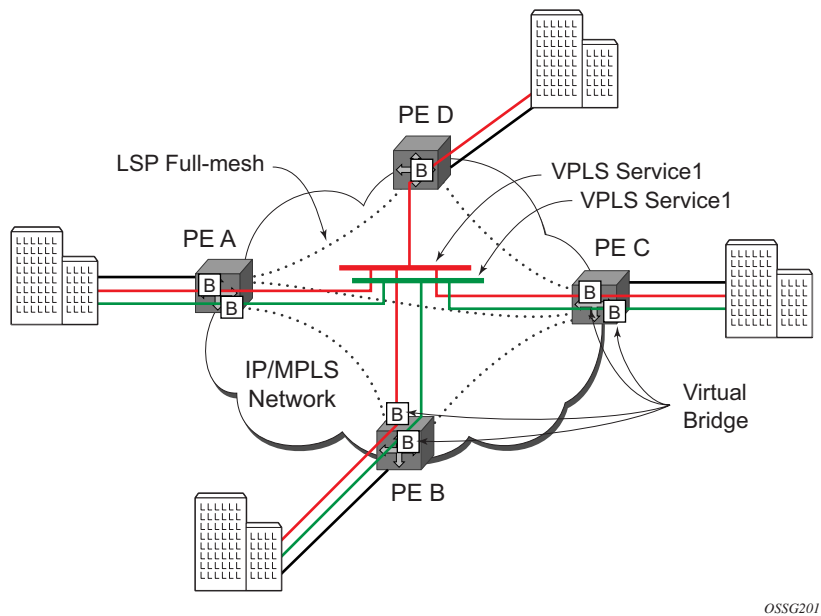 PE D
LSP Full-mesh
VPLS Service1
VPLS Service1
PE A
PE C
B
B
B
B
B
IP/MPLS
Network
B
B
Virtual
Bridge
PE B
OSSG201